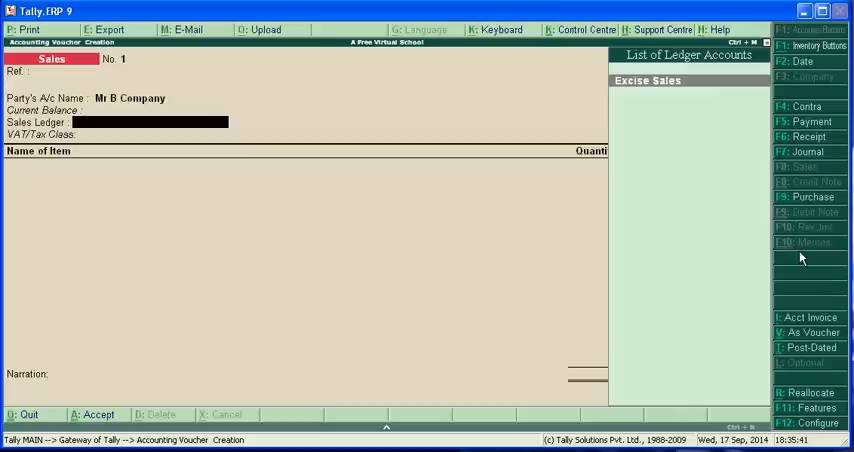 Tally.ERP 9
P: Print E: Export M: E-Mail O: Upload G: Language K: Keyboard K: Control Centre H: Support Centre H: Help
Accounting Voucher Creation A Free Virtual School Ctrl + M
F1: Accounts Buttons
F1: Inventory Buttons
F2: Date
F3: Company
F4: Contra
F5: Payment
F6: Receipt
F7: Journal
F8: Sales
F8: Credit Note
F9: Purchase
F9: Debit Note
F10: Rev Jrnl
F10: Memos
I: Acct Invoice
V: As Voucher
T: Post-Dated
L: Optional
R: Reallocate
F11: Features
F12: Configure
Sales No. 1
Ref. :
Party's A/c Name : Mr B Company
Current Balance :
Sales Ledger :
VAT/Tax Class:
Name of Item Quanti
List of Ledger Accounts
Excise Sales
Narration:
Q: Quit A: Accept D: Delete X: Cancel
Ctrl + N
Tally MAIN --> Gateway of Tally --> Accounting Voucher Creation (c) Tally Solutions Pvt. Ltd., 1988-2009 Wed, 17 Sep, 2014 18:35:41